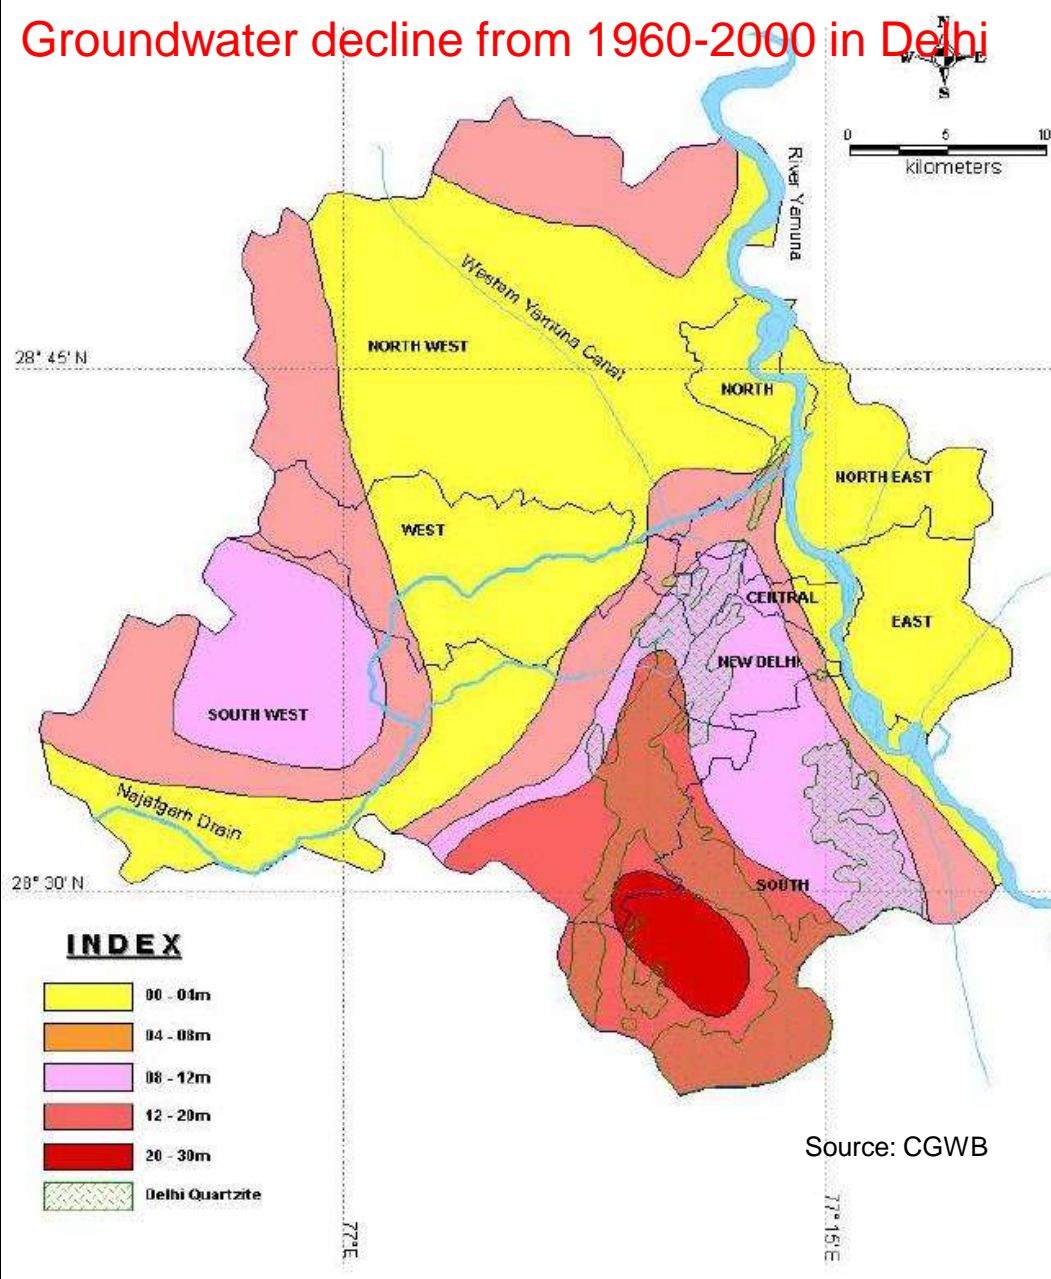 Groundwater decline from 1960-2000 in Delhi
N
W
E
S
0 5 10
kilometers
River Yamuna
Western Yamuna Canal
NORTH WEST
28° 45' N
NORTH
NORTH EAST
WEST
CENTRAL
EAST
NEW DELHI
SOUTH WEST
Najafgarh Drain
28° 30' N
SOUTH
INDEX
00 - 04m
04 - 08m
08 - 12m
12 - 20m
20 - 30m
Delhi Quartzite
Source: CGWB
77° E
77° 15' E